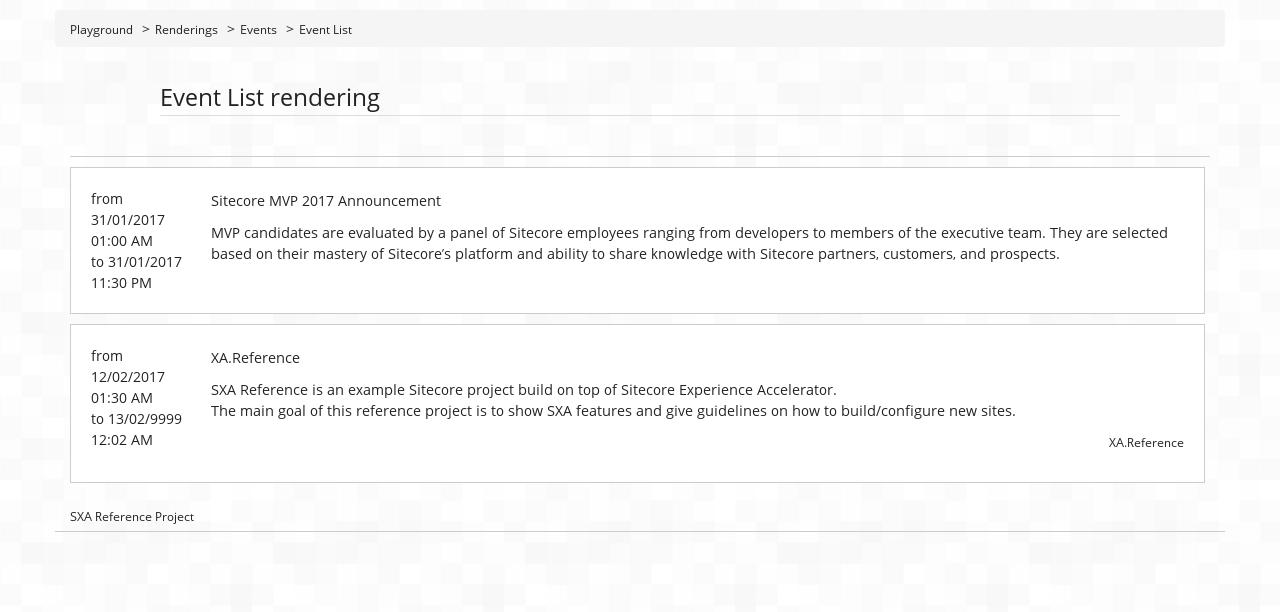 Playground > Renderings > Events > Event List
Event List rendering
from
31/01/2017
01:00 AM
to 31/01/2017
11:30 PM
Sitecore MVP 2017 Announcement
MVP candidates are evaluated by a panel of Sitecore employees ranging from developers to members of the executive team. They are selected
based on their mastery of Sitecore’s platform and ability to share knowledge with Sitecore partners, customers, and prospects.
from
12/02/2017
01:30 AM
to 13/02/9999
12:02 AM
XA.Reference
SXA Reference is an example Sitecore project build on top of Sitecore Experience Accelerator.
The main goal of this reference project is to show SXA features and give guidelines on how to build/configure new sites.
XA.Reference
SXA Reference Project